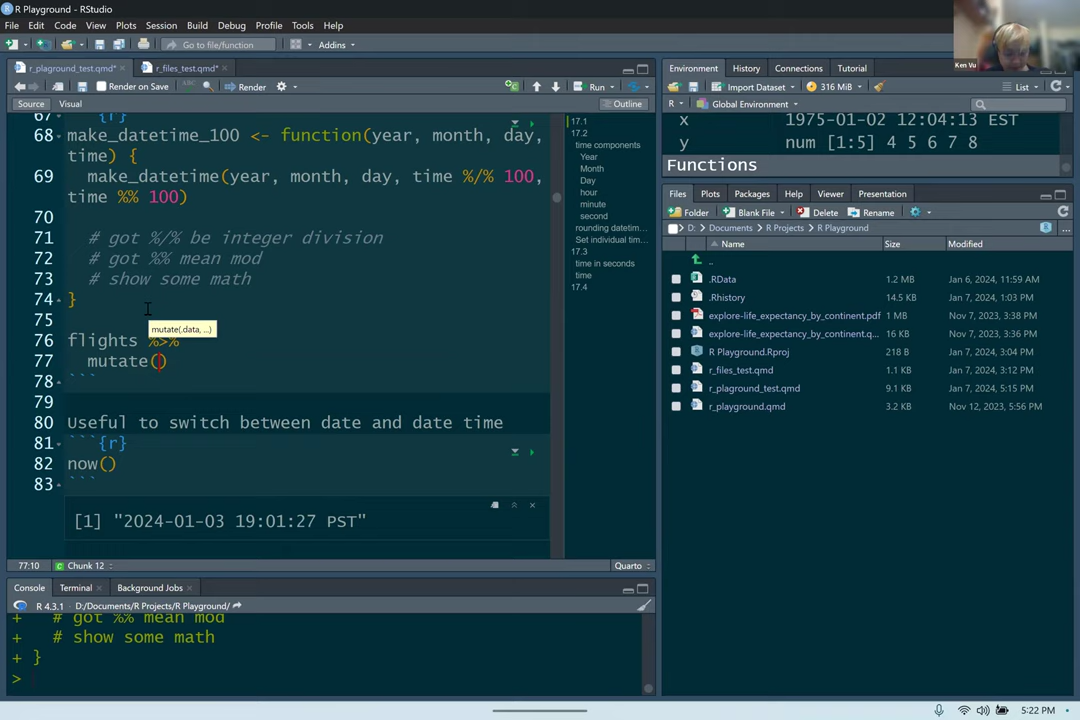 R Playground - RStudio
File Edit Code View Plots Session Build Debug Profile Tools Help
Go to file/function
Addins
r_plaground_test.qmd* × r_files_test.qmd* ×
Render on Save Render Run
Source Visual Outline
67 {r}
68 make_datetime_100 <- function(year, month, day,
time) {
69 make_datetime(year, month, day, time %/% 100,
time %% 100)
70
71 # got %/% be integer division
72 # got %% mean mod
73 # show some math
74 }
75
mutate(.data, ...)
76 flights %>%
77 mutate()
78 ```
79
80 Useful to switch between date and date time
81 ```{r}
82 now()
83 ```
[1] "2024-01-03 19:01:27 PST"
77:10 Chunk 12 Quarto
17.1
17.2
time components
Year
Month
Day
hour
minute
second
rounding datetim...
Set individual tim...
17.3
time in seconds
time
17.4
Console Terminal × Background Jobs ×
R 4.3.1 · D:/Documents/R Projects/R Playground/
+ # got %% mean mod
+ # show some math
+ }
>
Ken Vu
Environment History Connections Tutorial
Import Dataset 316 MiB List
R Global Environment
x 1975-01-02 12:04:13 EST
y num [1:5] 4 5 6 7 8
Functions
Files Plots Packages Help Viewer Presentation
Folder Blank File Delete Rename
D: Documents R Projects R Playground
Name Size Modified
..
.RData 1.2 MB Jan 6, 2024, 11:59 AM
.Rhistory 14.5 KB Jan 7, 2024, 1:03 PM
explore-life_expectancy_by_continent.pdf 1 MB Nov 7, 2023, 3:38 PM
explore-life_expectancy_by_continent.q... 16 KB Nov 7, 2023, 3:38 PM
R Playground.Rproj 218 B Jan 7, 2024, 3:04 PM
r_files_test.qmd 1.1 KB Jan 7, 2024, 3:12 PM
r_plaground_test.qmd 9.1 KB Jan 7, 2024, 5:15 PM
r_playground.qmd 3.2 KB Nov 12, 2023, 5:56 PM
5:22 PM